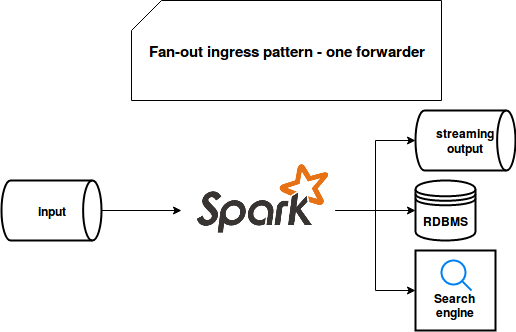 Fan-out ingress pattern - one forwarder
streaming
output
input
Spark
RDBMS
Search
engine